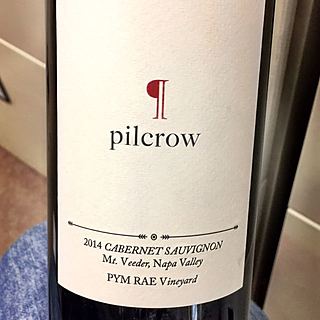 ¶
pilcrow
2014 CABERNET SAUVIGNON
Mt. Veeder, Napa Valley
PYM RAE Vineyard